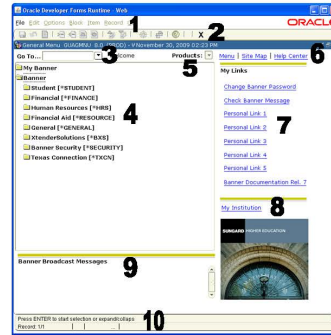 Oracle Developer Forms Runtime - Web
File Edit Options Block Item Record 1
ORACL
2
X
General Menu GUAGMNU 8.0 (PROD) - November 30, 2009 02:23 PM
Go To... 3 come Products: Menu | Site Map | Help Center 6
5
My Banner
Banner
Student [*STUDENT]
Financial [*FINANCE]
Human Resources [*HRS]
Financial Aid [*RESOURCE]
General [*GENERAL]
XtenderSolutions [*BXS]
Banner Security [*SECURITY]
Texas Connection [*TXCN]
4
My Links
Change Banner Password
Check Banner Message
Personal Link 1
Personal Link 2
Personal Link 3
Personal Link 4
Personal Link 5
Banner Documentation Rel. 7
7
My Institution 8
SUNGARD HIGHER EDUCATION
Banner Broadcast Messages
9
Press ENTER to start selection or expand/collaps
Record: 1/1 ... 10